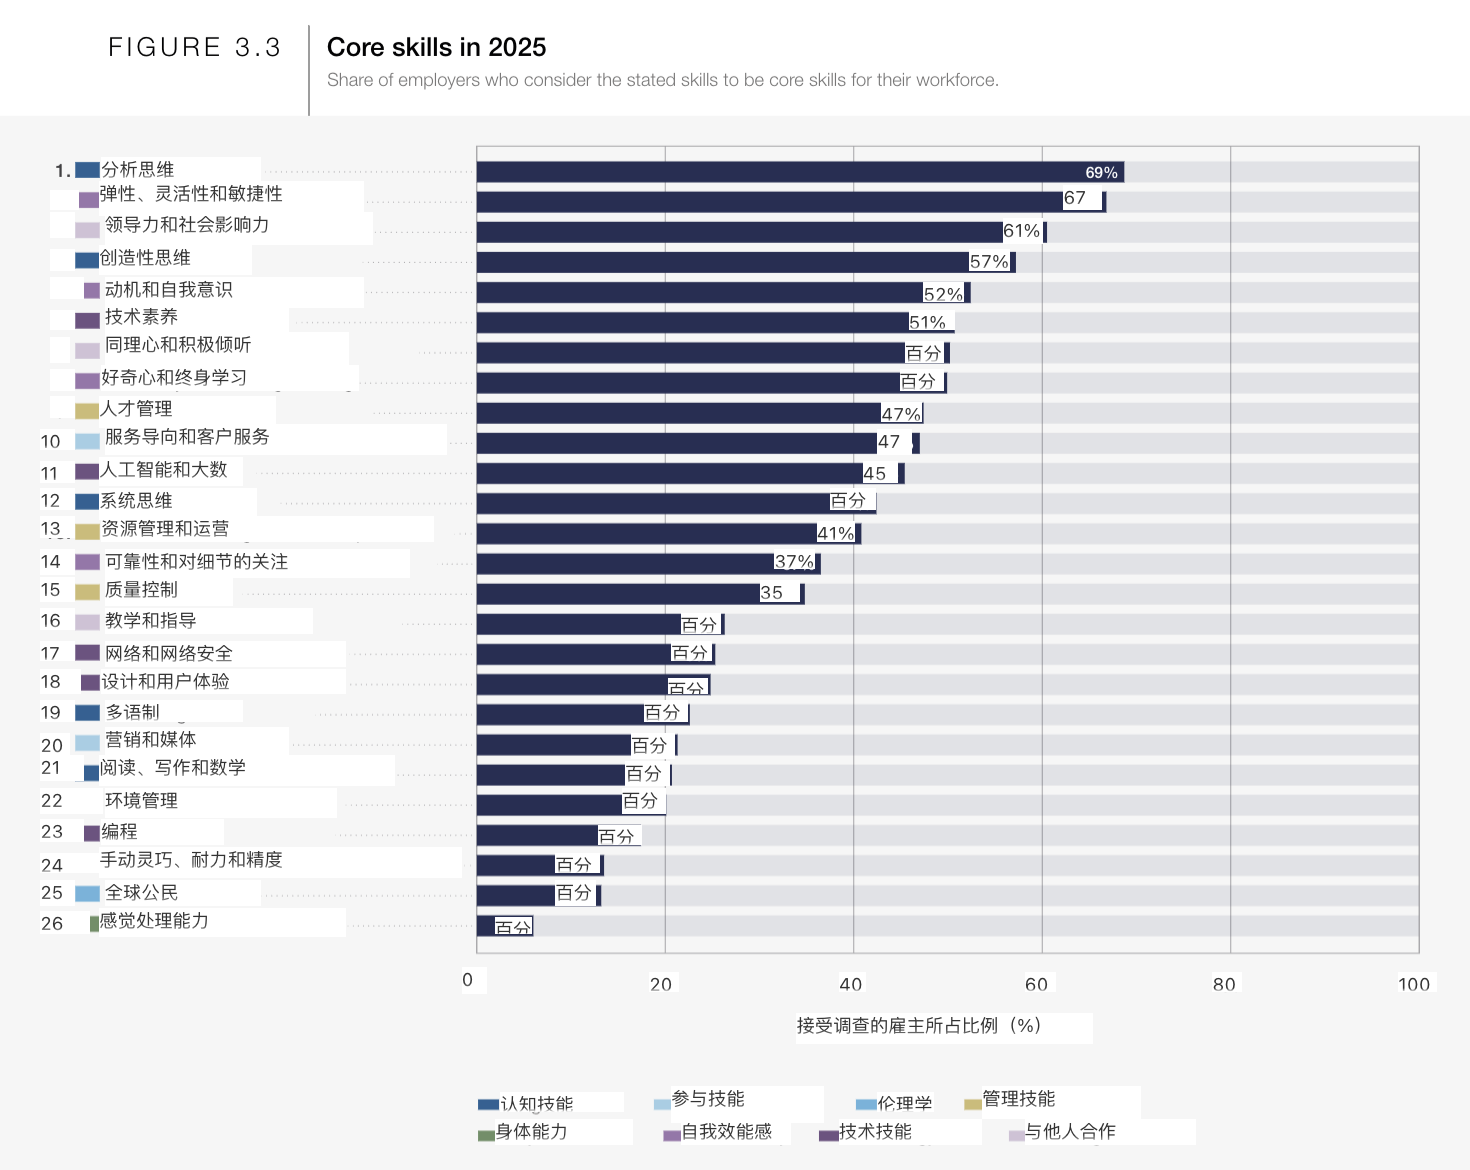 FIGURE 3.3
Core skills in 2025
Share of employers who consider the stated skills to be core skills for their workforce.
1. 分析思维 69%
弹性、灵活性和敏捷性 67
领导力和社会影响力 61%
创造性思维 57%
动机和自我意识 52%
技术素养 51%
同理心和积极倾听 百分
好奇心和终身学习 百分
人才管理 47%
10 服务导向和客户服务 47
11 人工智能和大数 45
12 系统思维 百分
13 资源管理和运营 41%
14 可靠性和对细节的关注 37%
15 质量控制 35
16 教学和指导 百分
17 网络和网络安全 百分
18 设计和用户体验 百分
19 多语制 百分
20 营销和媒体 百分
21 阅读、写作和数学 百分
22 环境管理 百分
23 编程 百分
24 手动灵巧、耐力和精度 百分
25 全球公民 百分
26 感觉处理能力 百分
0 20 40 60 80 100
接受调查的雇主所占比例（%）
认知技能 参与技能 伦理学 管理技能
身体能力 自我效能感 技术技能 与他人合作